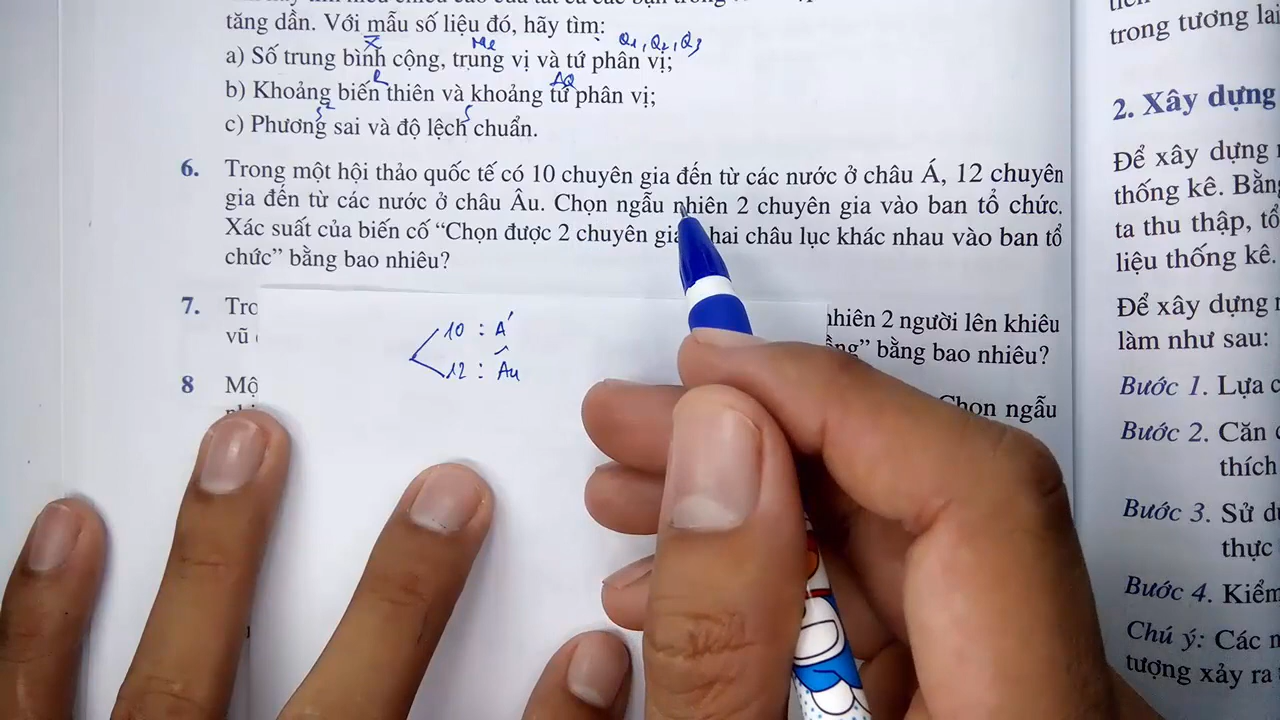 tăng dần. Với mẫu số liệu đó, hãy tìm:
Q1, Q2, Q3
Me
a) Số trung bình cộng, trung vị và tứ phân vị;
R
ΔQ
b) Khoảng biến thiên và khoảng tứ phân vị;
S
c) Phương sai và độ lệch chuẩn.
6. Trong một hội thảo quốc tế có 10 chuyên gia đến từ các nước ở châu Á, 12 chuyên
gia đến từ các nước ở châu Âu. Chọn ngẫu nhiên 2 chuyên gia vào ban tổ chức.
Xác suất của biến cố “Chọn được 2 chuyên gia hai châu lục khác nhau vào ban tổ
chức” bằng bao nhiêu?
7. nhiên 2 người lên khiêu
vũ bằng bao nhiêu?
8 Mộ Chọn ngẫu
10 : Á
12 : Âu
trong tương lai
2. Xây dựng
Để xây dựng
thống kê. Bằng
ta thu thập, tổ
liệu thống kê.
Để xây dựng
làm như sau:
Bước 1. Lựa c
Bước 2. Căn
thích
Bước 3. Sử dụ
thực
Bước 4. Kiểm
Chú ý: Các
tượng xảy ra